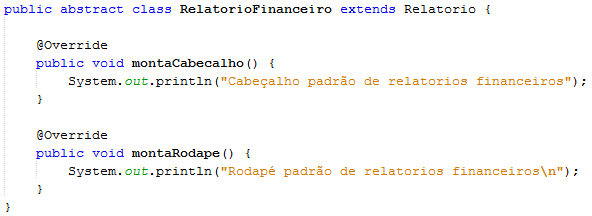 public abstract class RelatorioFinanceiro extends Relatorio {
@Override
public void montaCabecalho() {
System.out.println("Cabeçalho padrão de relatorios financeiros");
}
@Override
public void montaRodape() {
System.out.println("Rodapé padrão de relatorios financeiros\n");
}
}